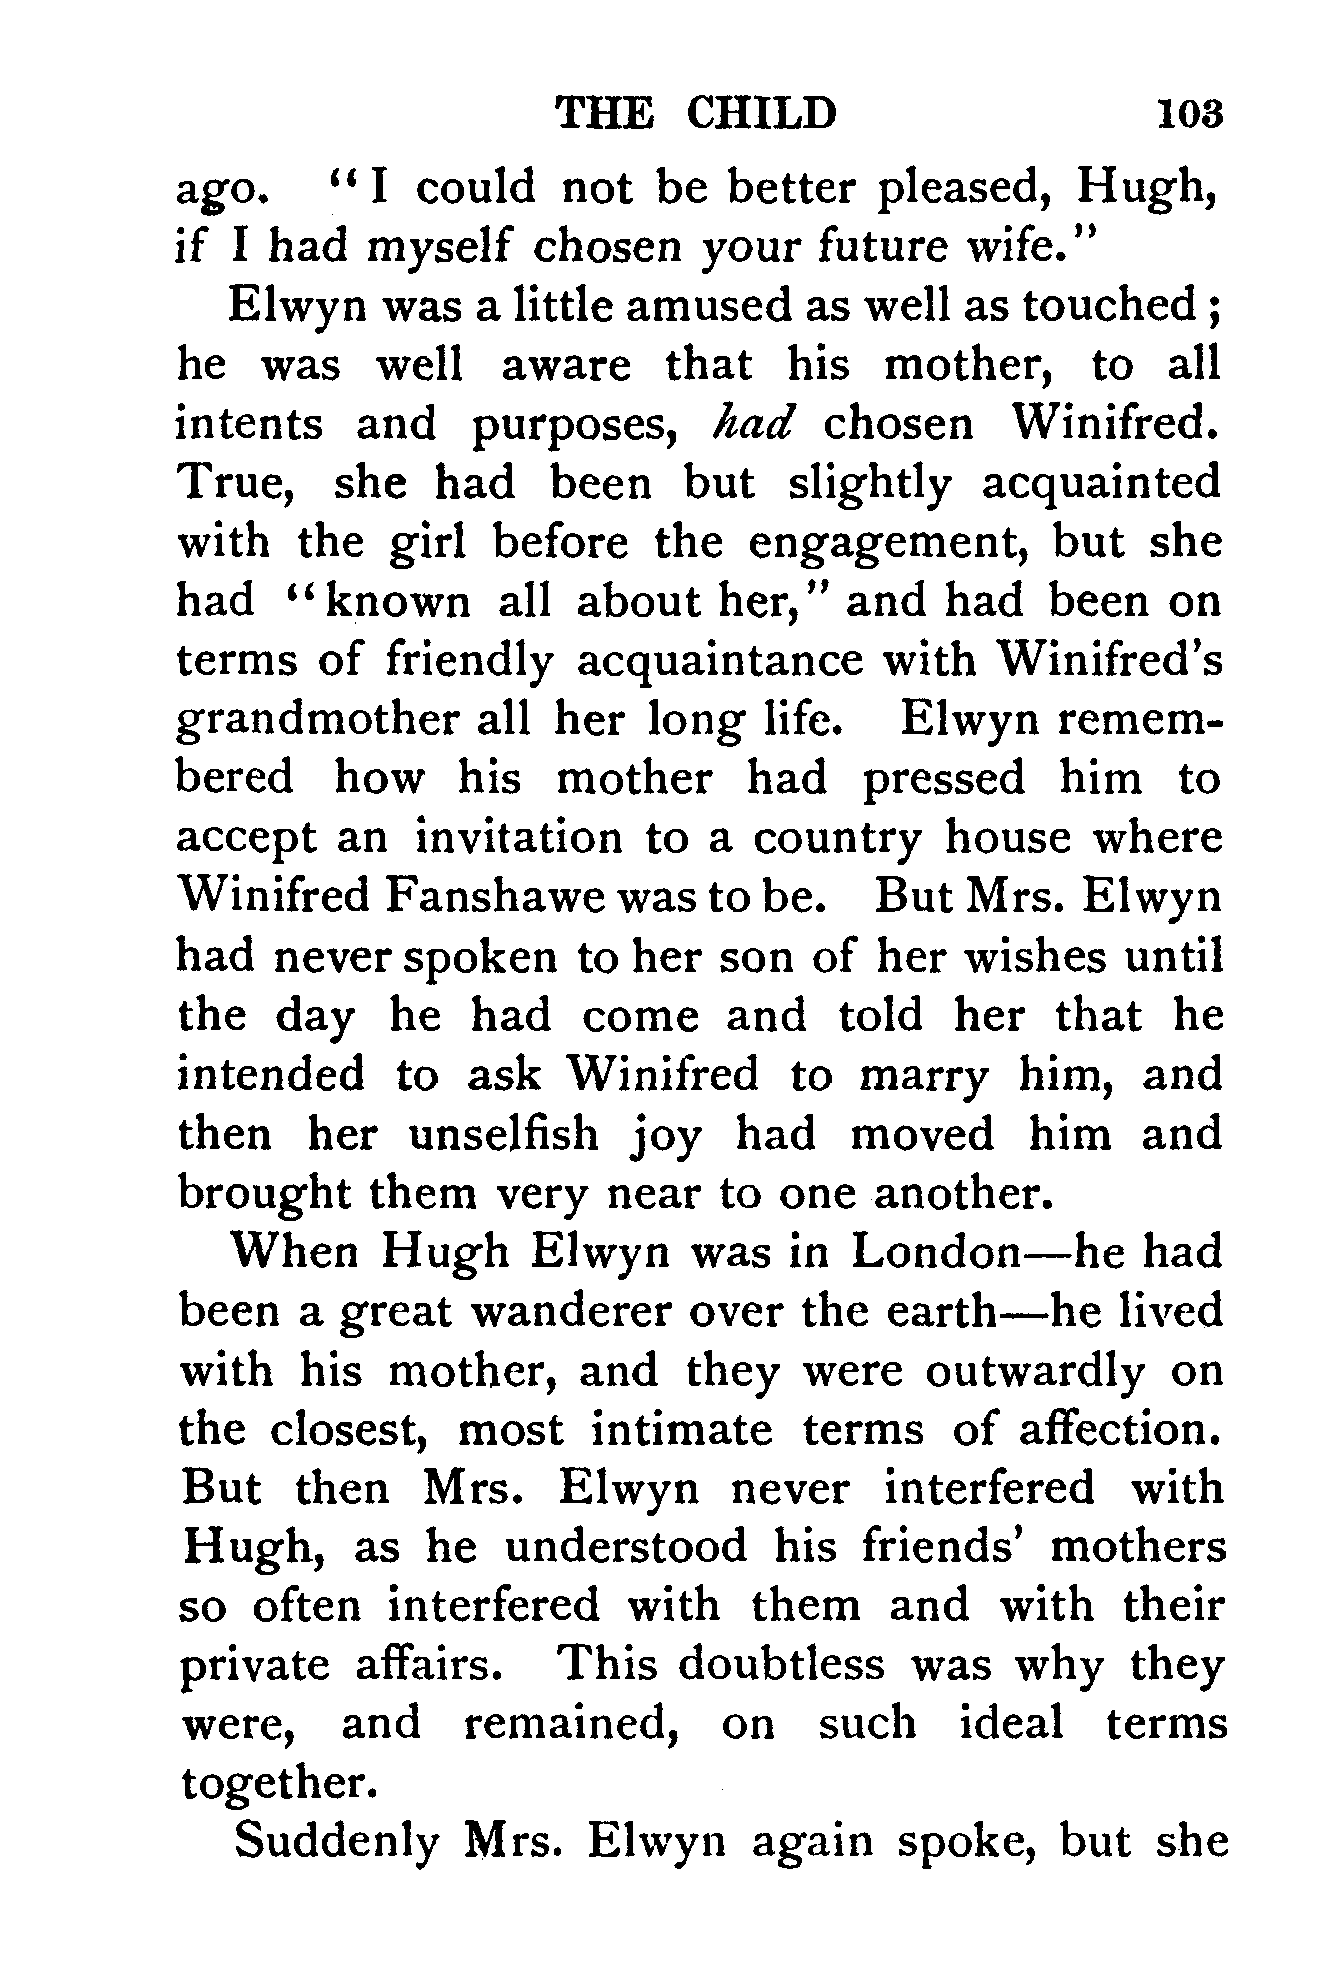 THE CHILD 103
ago. "I could not be better pleased, Hugh,
if I had myself chosen your future wife."
Elwyn was a little amused as well as touched;
he was well aware that his mother, to all
intents and purposes, had chosen Winifred.
True, she had been but slightly acquainted
with the girl before the engagement, but she
had "known all about her," and had been on
terms of friendly acquaintance with Winifred's
grandmother all her long life. Elwyn remem-
bered how his mother had pressed him to
accept an invitation to a country house where
Winifred Fanshawe was to be. But Mrs. Elwyn
had never spoken to her son of her wishes until
the day he had come and told her that he
intended to ask Winifred to marry him, and
then her unselfish joy had moved him and
brought them very near to one another.
When Hugh Elwyn was in London—he had
been a great wanderer over the earth—he lived
with his mother, and they were outwardly on
the closest, most intimate terms of affection.
But then Mrs. Elwyn never interfered with
Hugh, as he understood his friends' mothers
so often interfered with them and with their
private affairs. This doubtless was why they
were, and remained, on such ideal terms
together.
Suddenly Mrs. Elwyn again spoke, but she